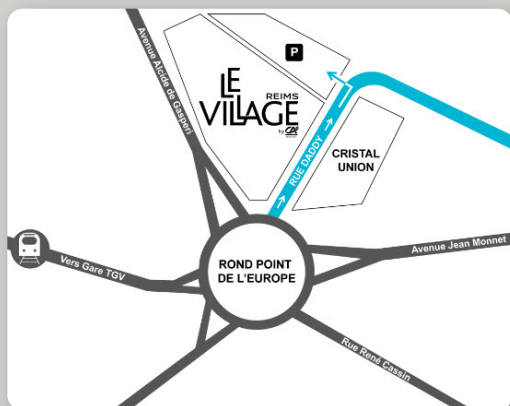 Avenue Alcide de Gasperi
P
LE
REIMS
VILLAGE
by CA
RUE DADDY
CRISTAL
UNION
Vers Gare TGV
ROND POINT
DE L'EUROPE
Avenue Jean Monnet
Rue René Cassin